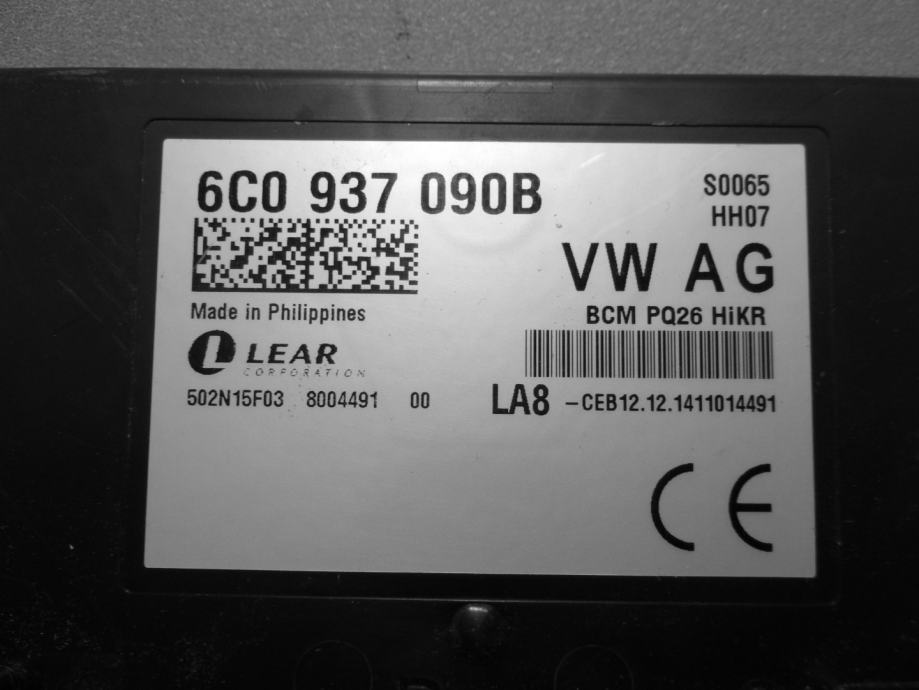 6C0 937 090B
S0065
HH07
VW AG
Made in Philippines
BCM PQ26 HiKR
LEAR
CORPORATION
502N15F03 8004491 00
LA8 -CEB12.12.1411014491
CE